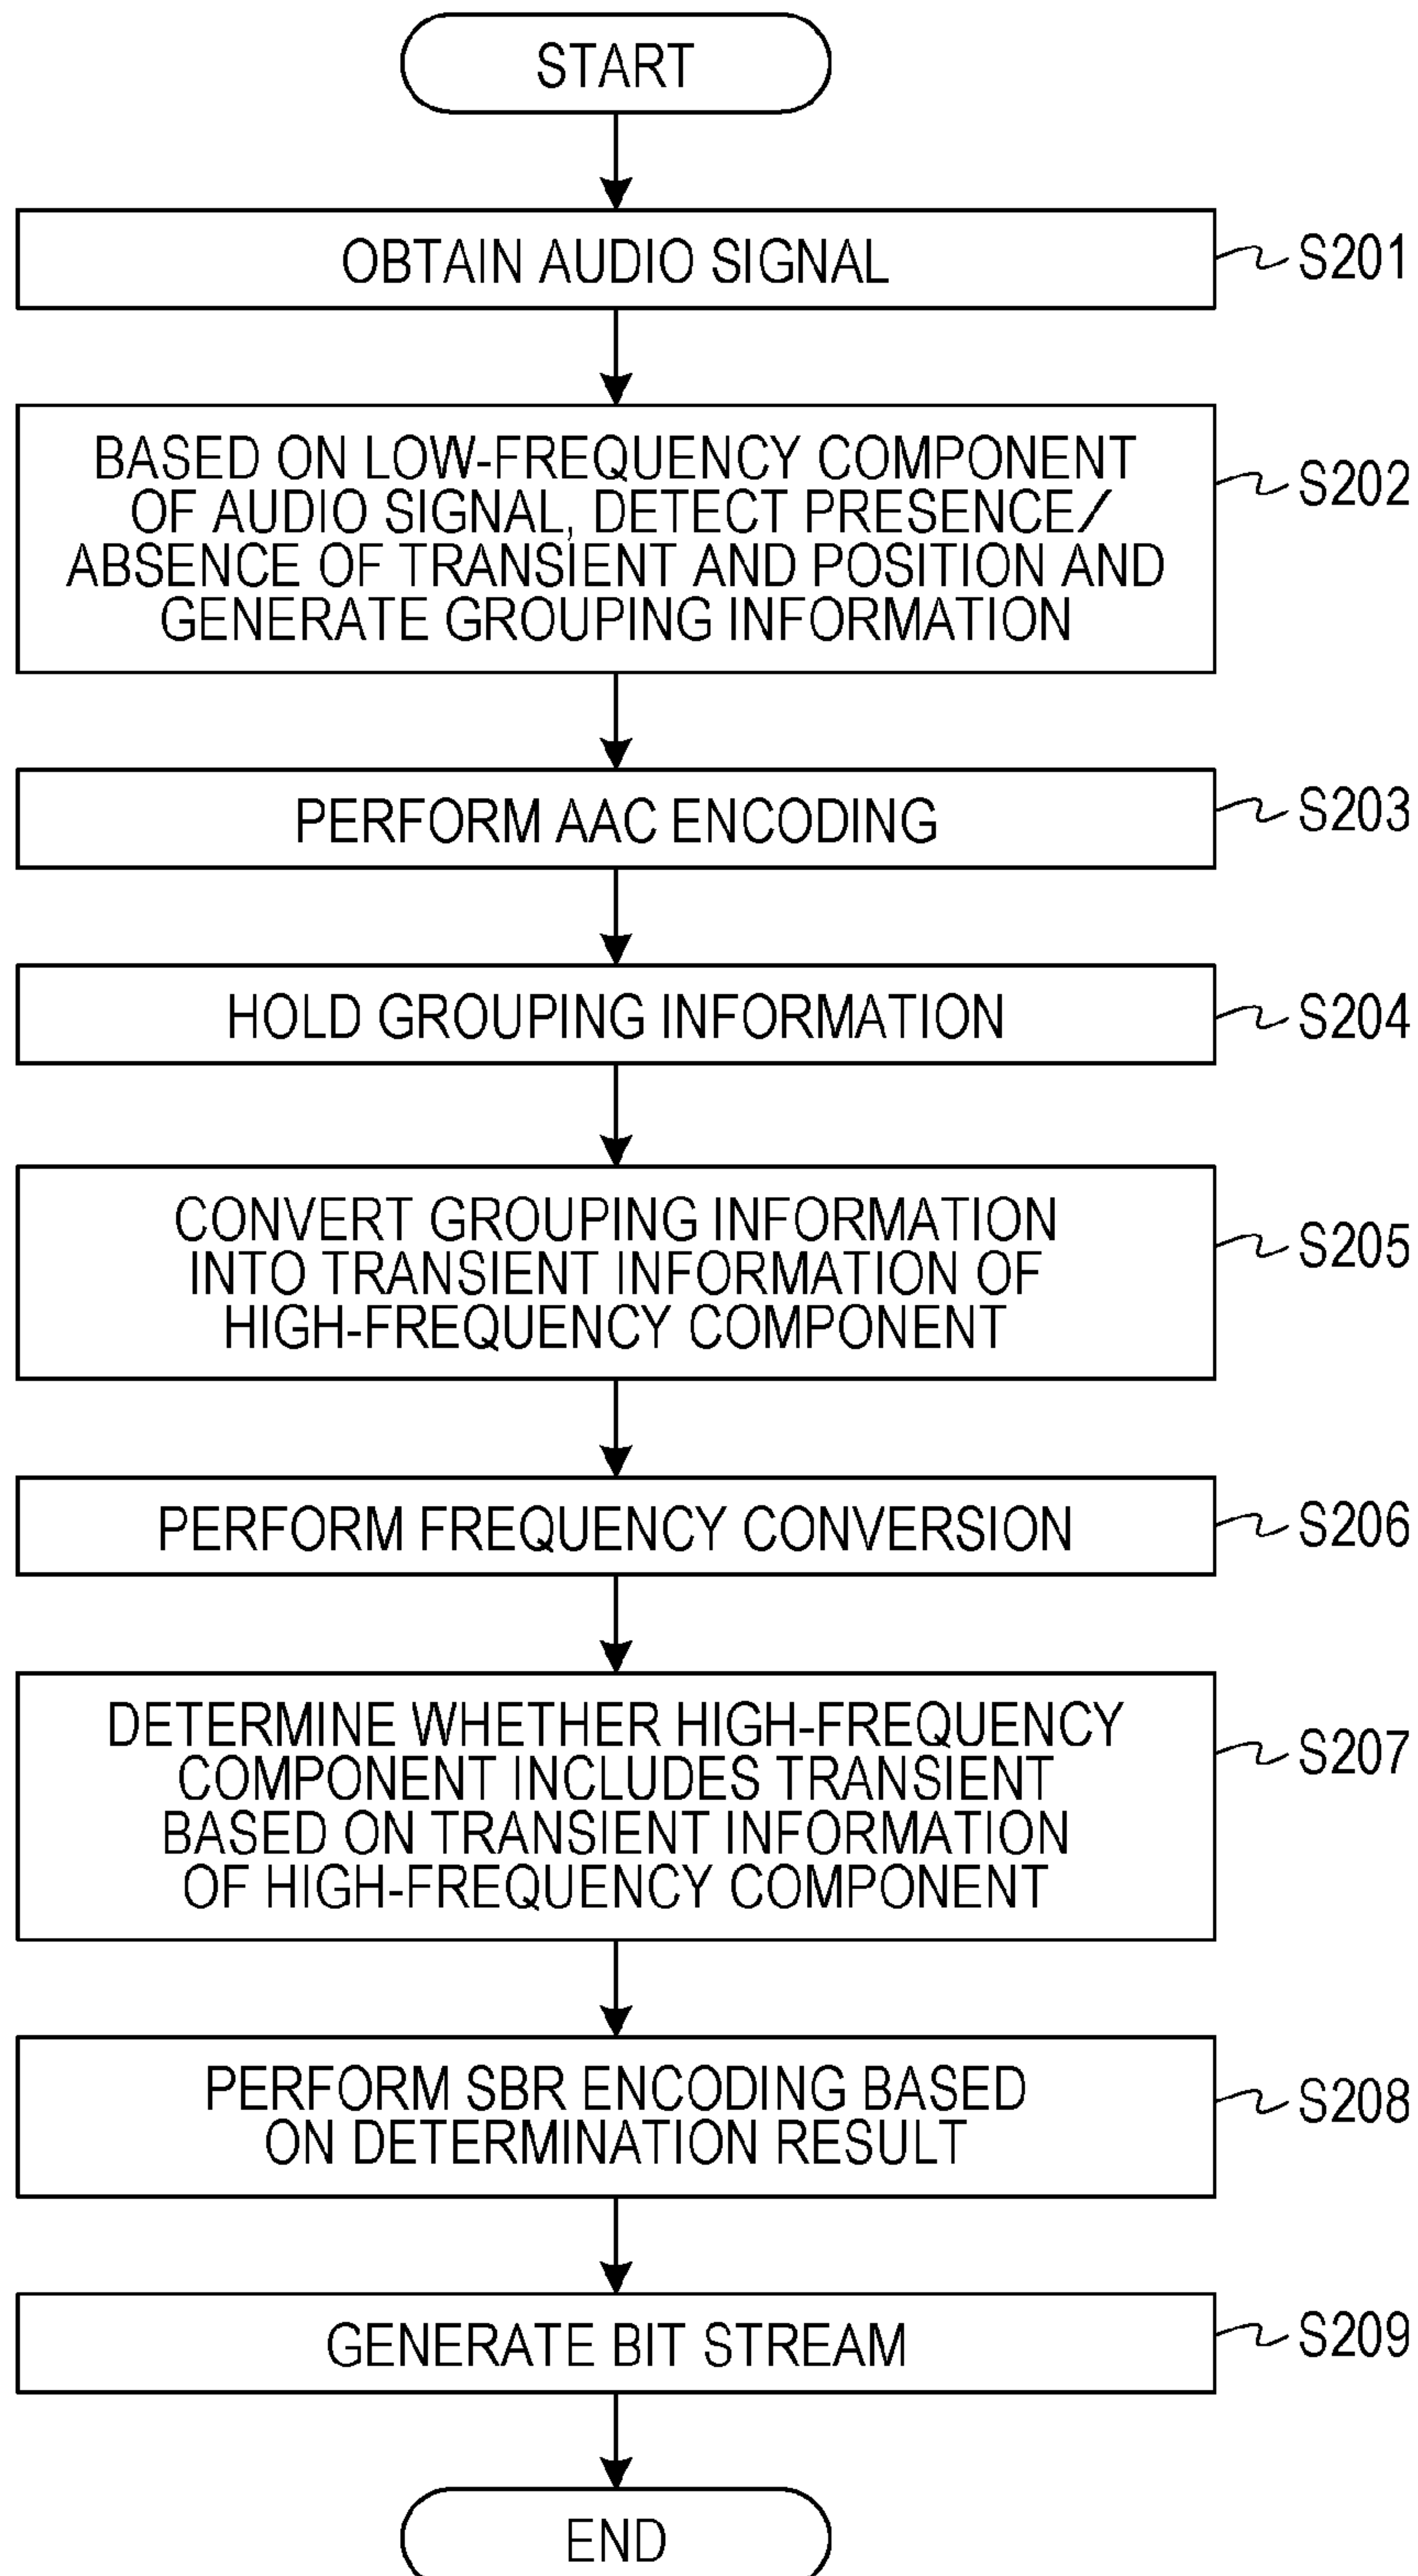 START
OBTAIN AUDIO SIGNAL
S201
BASED ON LOW-FREQUENCY COMPONENT
OF AUDIO SIGNAL, DETECT PRESENCE/
ABSENCE OF TRANSIENT AND POSITION AND
GENERATE GROUPING INFORMATION
S202
PERFORM AAC ENCODING
S203
HOLD GROUPING INFORMATION
S204
CONVERT GROUPING INFORMATION
INTO TRANSIENT INFORMATION OF
HIGH-FREQUENCY COMPONENT
S205
PERFORM FREQUENCY CONVERSION
S206
DETERMINE WHETHER HIGH-FREQUENCY
COMPONENT INCLUDES TRANSIENT
BASED ON TRANSIENT INFORMATION
OF HIGH-FREQUENCY COMPONENT
S207
PERFORM SBR ENCODING BASED
ON DETERMINATION RESULT
S208
GENERATE BIT STREAM
S209
END